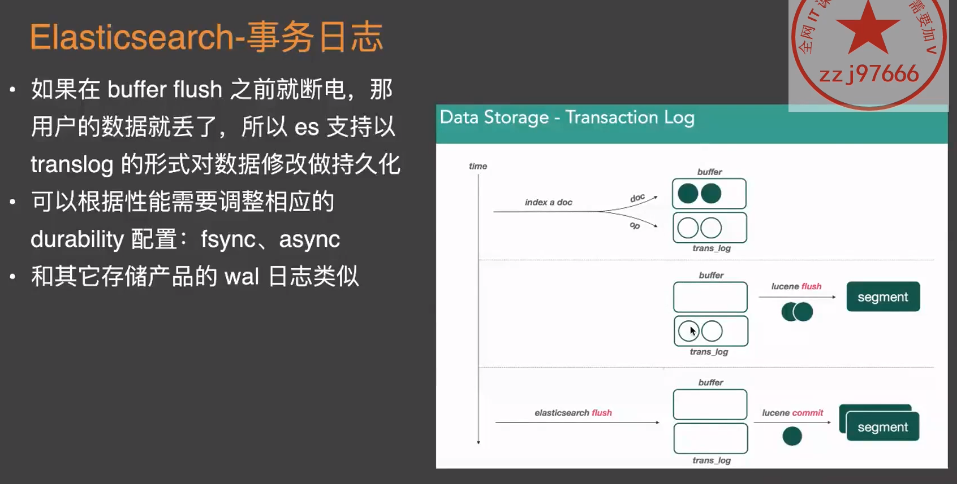 Elasticsearch-事务日志
• 如果在 buffer flush 之前就断电，那
用户的数据就丢了，所以 es 支持以
translog 的形式对数据修改做持久化
• 可以根据性能需要调整相应的
durability 配置：fsync、async
• 和其它存储产品的 wal 日志类似
全网IT课
需要加V
zzj97666
Data Storage - Transaction Log
time
buffer
index a doc
doc
op
trans_log
buffer
lucene flush
segment
trans_log
buffer
elasticsearch flush
lucene commit
segment
trans_log